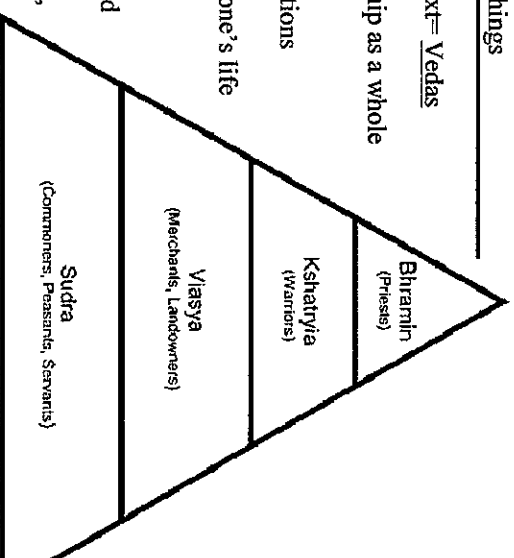 hings
xt= Vedas
ip as a whole
tions
one's life
d
Bhramin
(Priests)
Kshatryia
(Warriors)
Viasya
(Merchants, Landowners)
Sudra
(Commoners, Peasants, Servants)